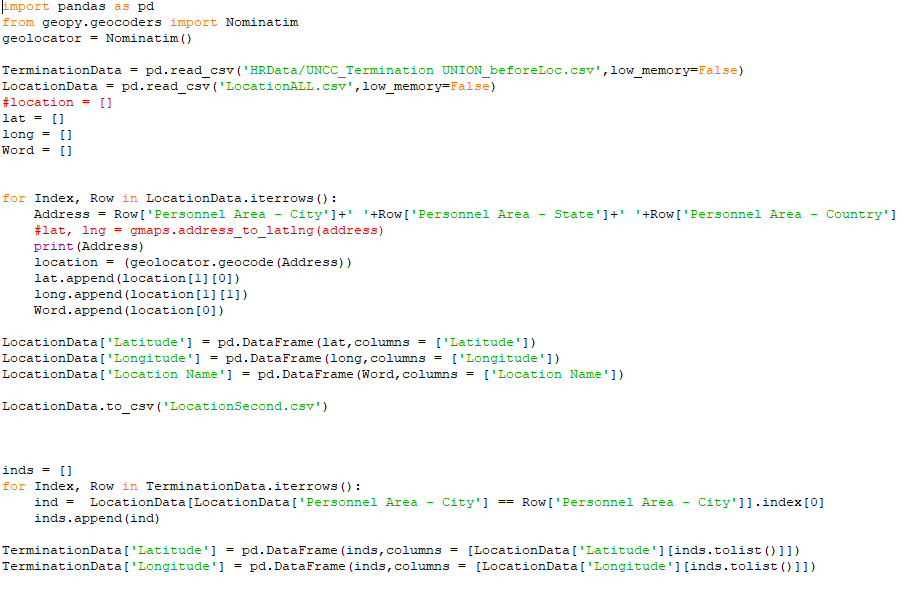 import pandas as pd
from geopy.geocoders import Nominatim
geolocator = Nominatim()
TerminationData = pd.read_csv('HRData/UNCC_Termination UNION_beforeLoc.csv',low_memory=False)
LocationData = pd.read_csv('LocationALL.csv',low_memory=False)
#location = []
lat = []
long = []
Word = []
for Index, Row in LocationData.iterrows():
    Address = Row['Personnel Area - City']+' '+Row['Personnel Area - State']+' '+Row['Personnel Area - Country']
    #lat, lng = gmaps.address_to_latlng(address)
    print(Address)
    location = (geolocator.geocode(Address))
    lat.append(location[1][0])
    long.append(location[1][1])
    Word.append(location[0])
LocationData['Latitude'] = pd.DataFrame(lat,columns = ['Latitude'])
LocationData['Longitude'] = pd.DataFrame(long,columns = ['Longitude'])
LocationData['Location Name'] = pd.DataFrame(Word,columns = ['Location Name'])
LocationData.to_csv('LocationSecond.csv')
inds = []
for Index, Row in TerminationData.iterrows():
    ind =  LocationData[LocationData['Personnel Area - City'] == Row['Personnel Area - City']].index[0]
    inds.append(ind)
TerminationData['Latitude'] = pd.DataFrame(inds,columns = [LocationData['Latitude'][inds.tolist()]])
TerminationData['Longitude'] = pd.DataFrame(inds,columns = [LocationData['Longitude'][inds.tolist()]])